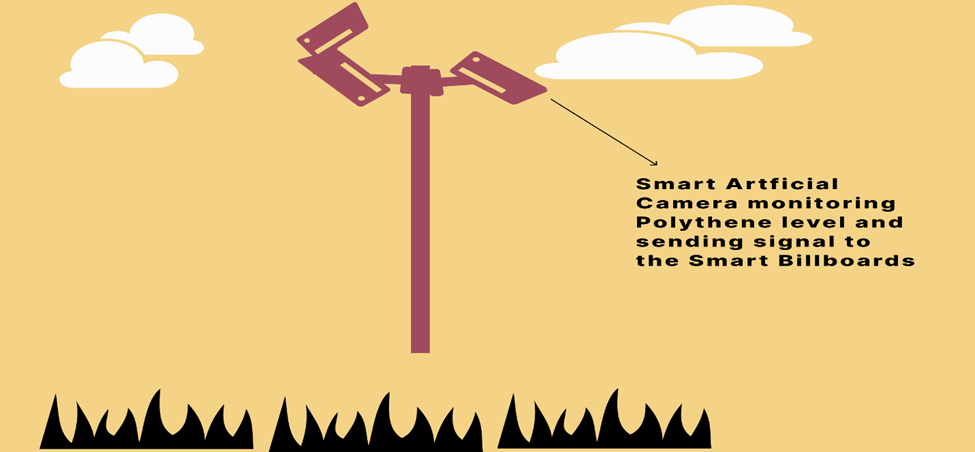 Smart Artficial
Camera monitoring
Polythene level and
sending signal to
the Smart Billboards